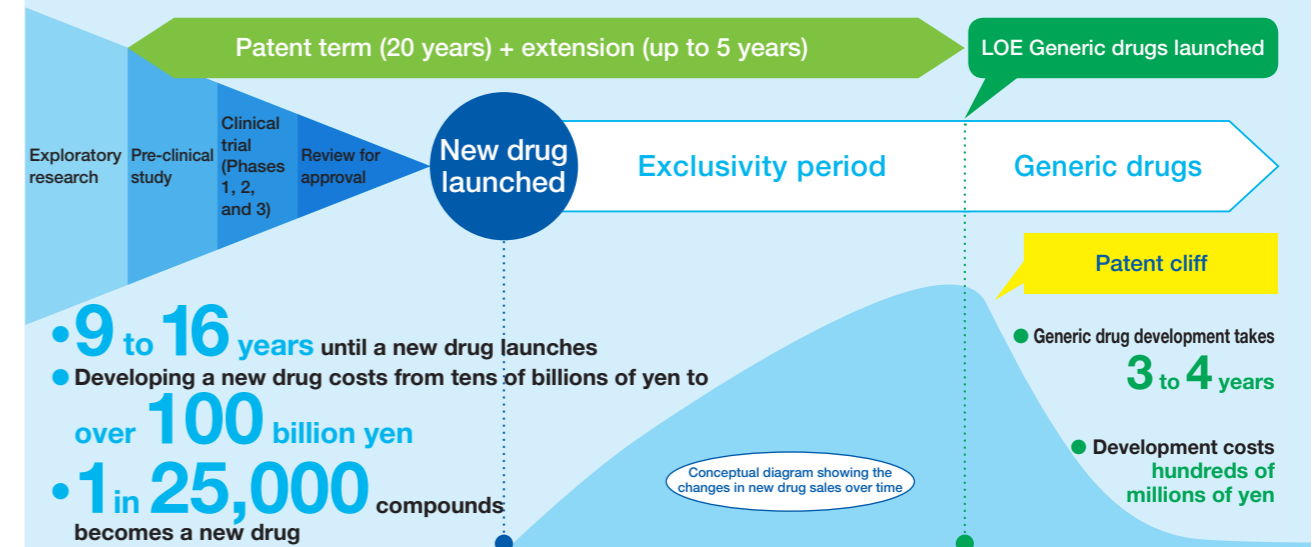 Patent term (20 years) + extension (up to 5 years)
LOE Generic drugs launched
Exploratory
research
Pre-clinical
study
Clinical
trial
(Phases
1, 2,
and 3)
Review for
approval
New drug
launched
Exclusivity period
Generic drugs
Patent cliff
•9 to 16 years until a new drug launches
● Developing a new drug costs from tens of billions of yen to
over 100 billion yen
•1 in 25,000 compounds
becomes a new drug
Conceptual diagram showing the
changes in new drug sales over time
● Generic drug development takes
3 to 4 years
● Development costs
hundreds of
millions of yen